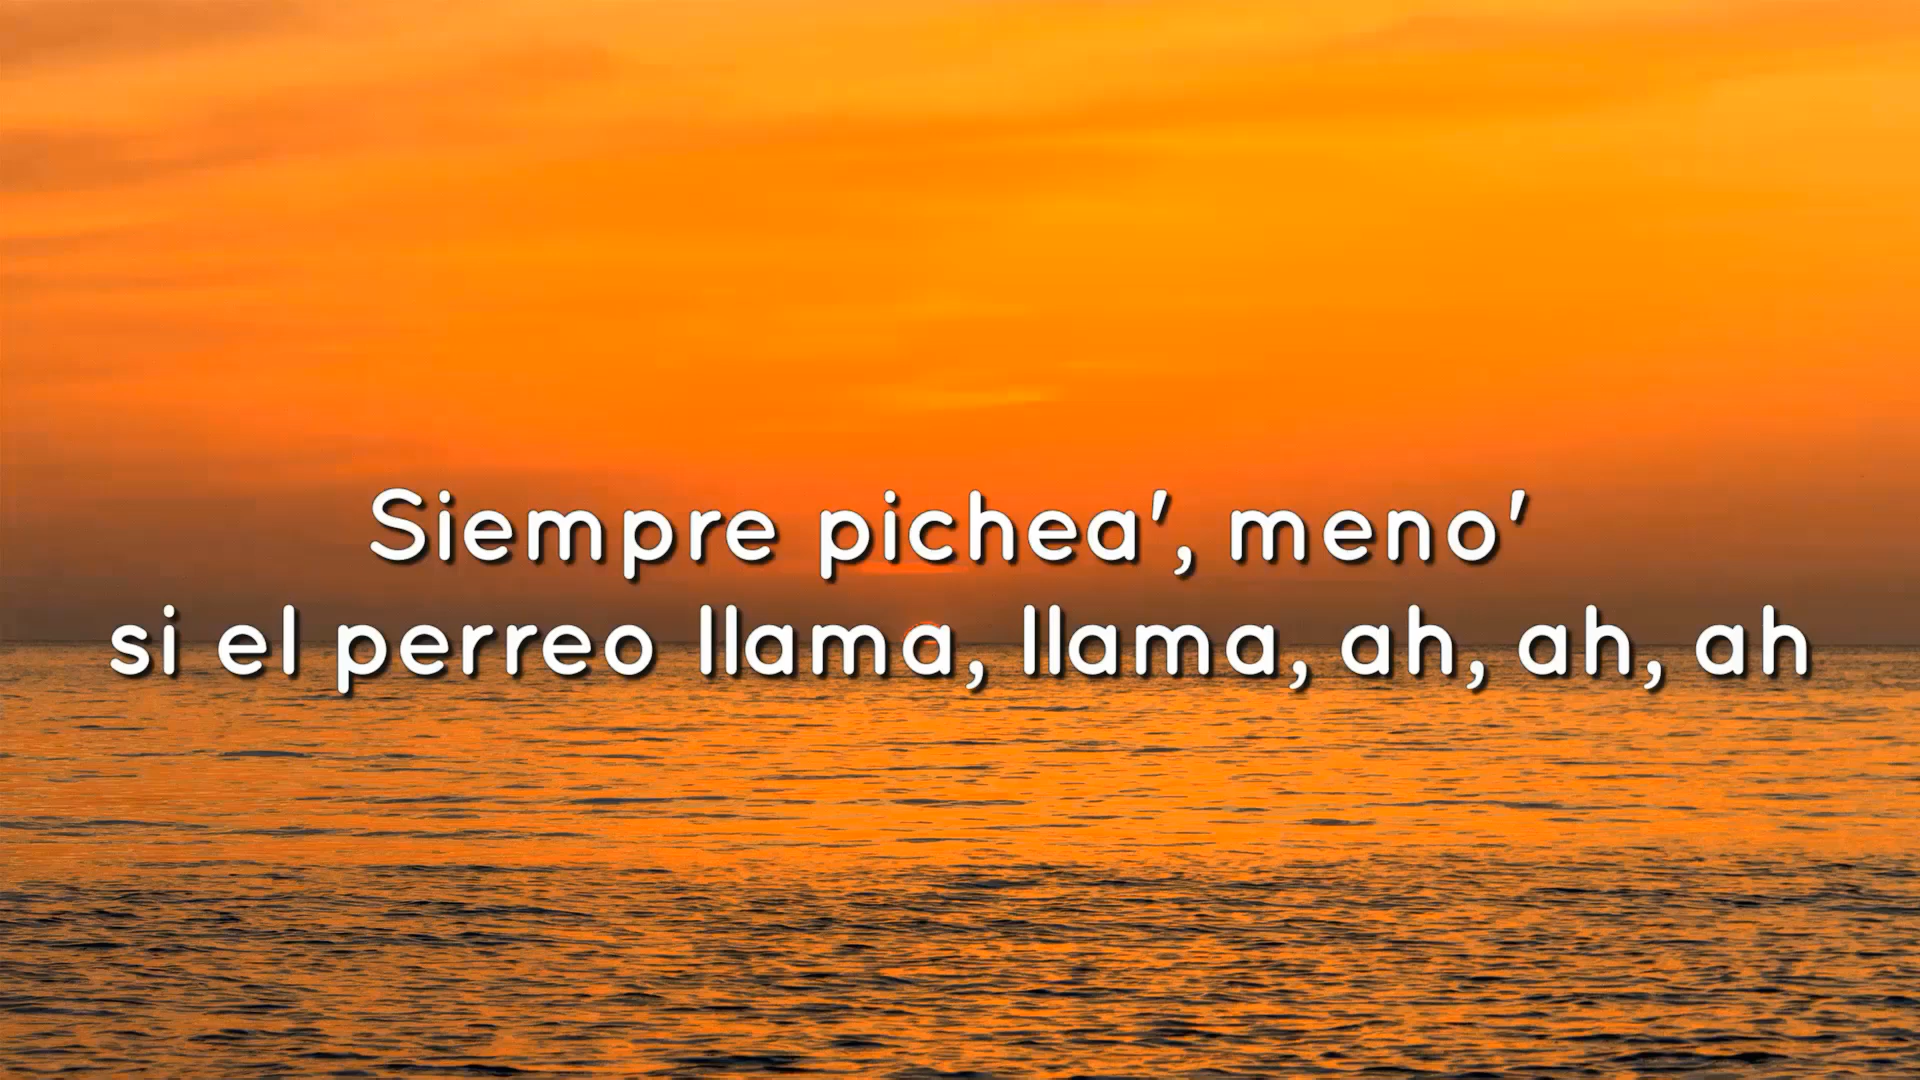 Siempre pichea', meno'
si el perreo llama, llama, ah, ah, ah